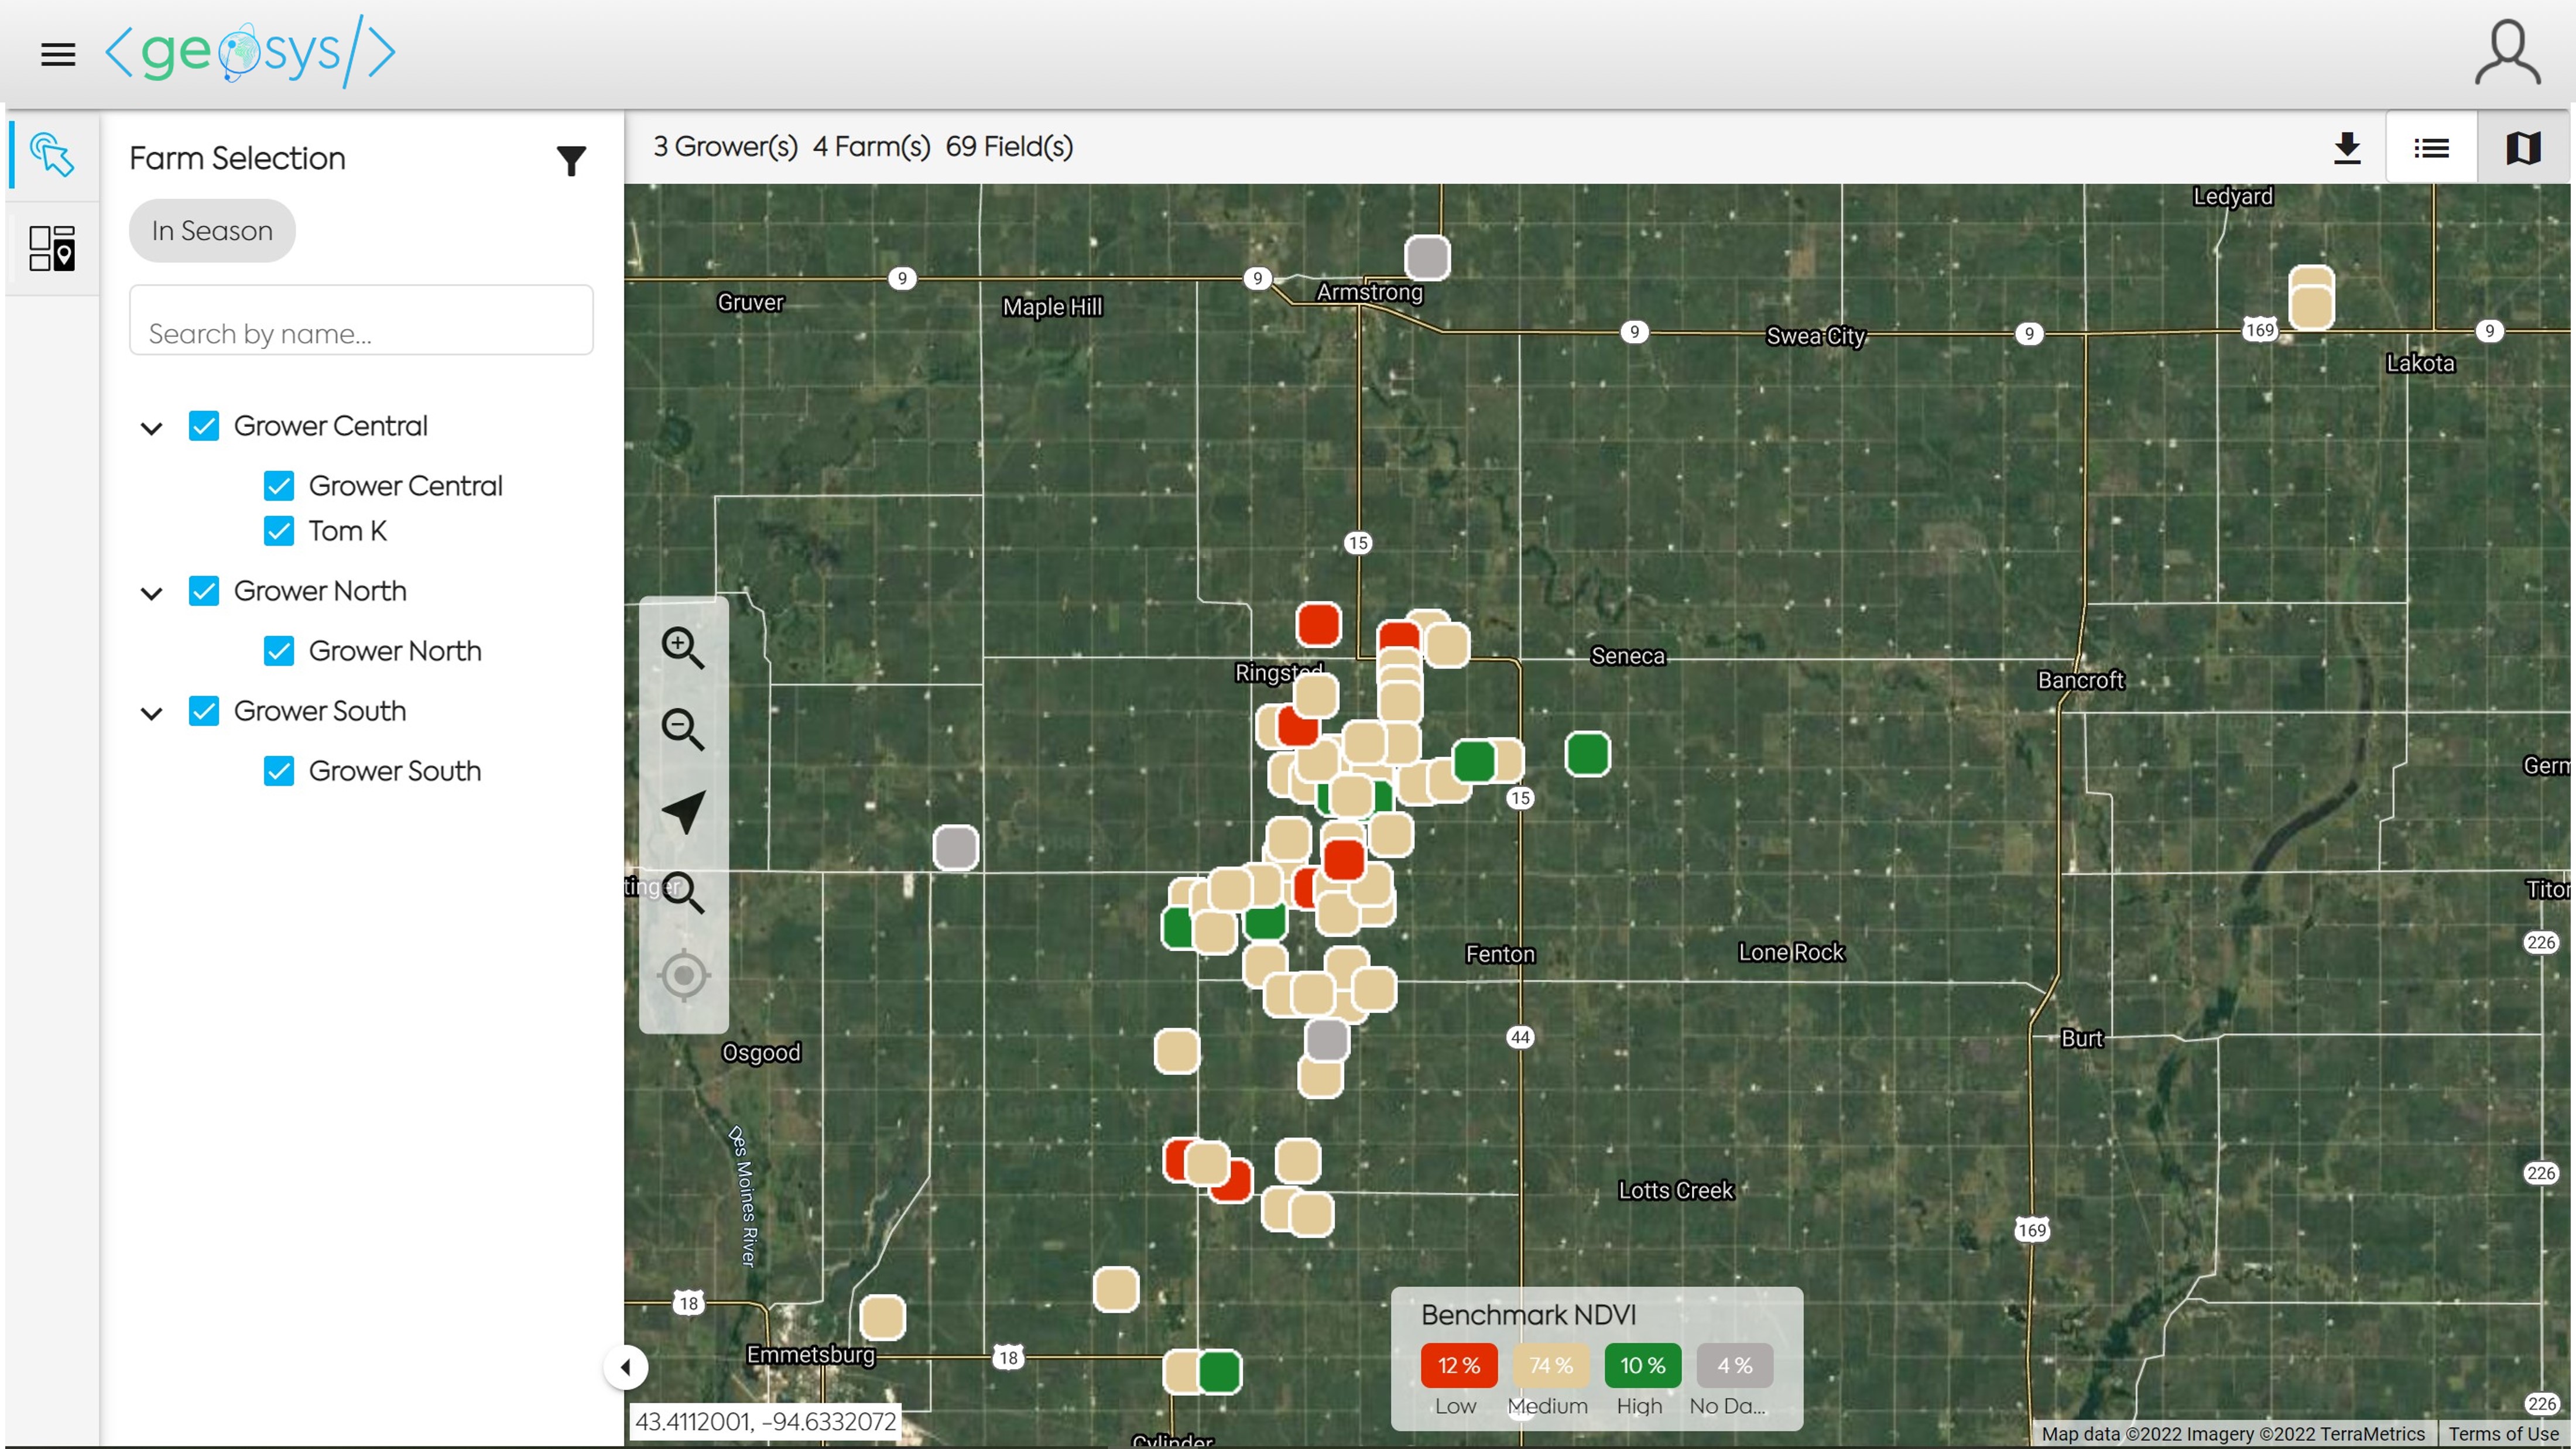 <geosys/>
Farm Selection
3 Grower(s) 4 Farm(s) 69 Field(s)
In Season
Search by name...
Grower Central
Grower Central
Tom K
Grower North
Grower North
Grower South
Grower South
Ledyard
9
9
Gruver
Maple Hill
Armstrong
9
Swea City
9
169
9
Lakota
15
Ringsted
Seneca
Bancroft
Germ
15
tinger
Titon
226
Fenton
Lone Rock
44
Osgood
Burt
Des Moines River
226
Lotts Creek
169
18
Emmetsburg
18
Benchmark NDVI
12 % 74 % 10 % 4 %
Low Medium High No Da...
226
43.4112001, -94.6332072
Cylinder
Map data ©2022 Imagery ©2022 TerraMetrics Terms of Use